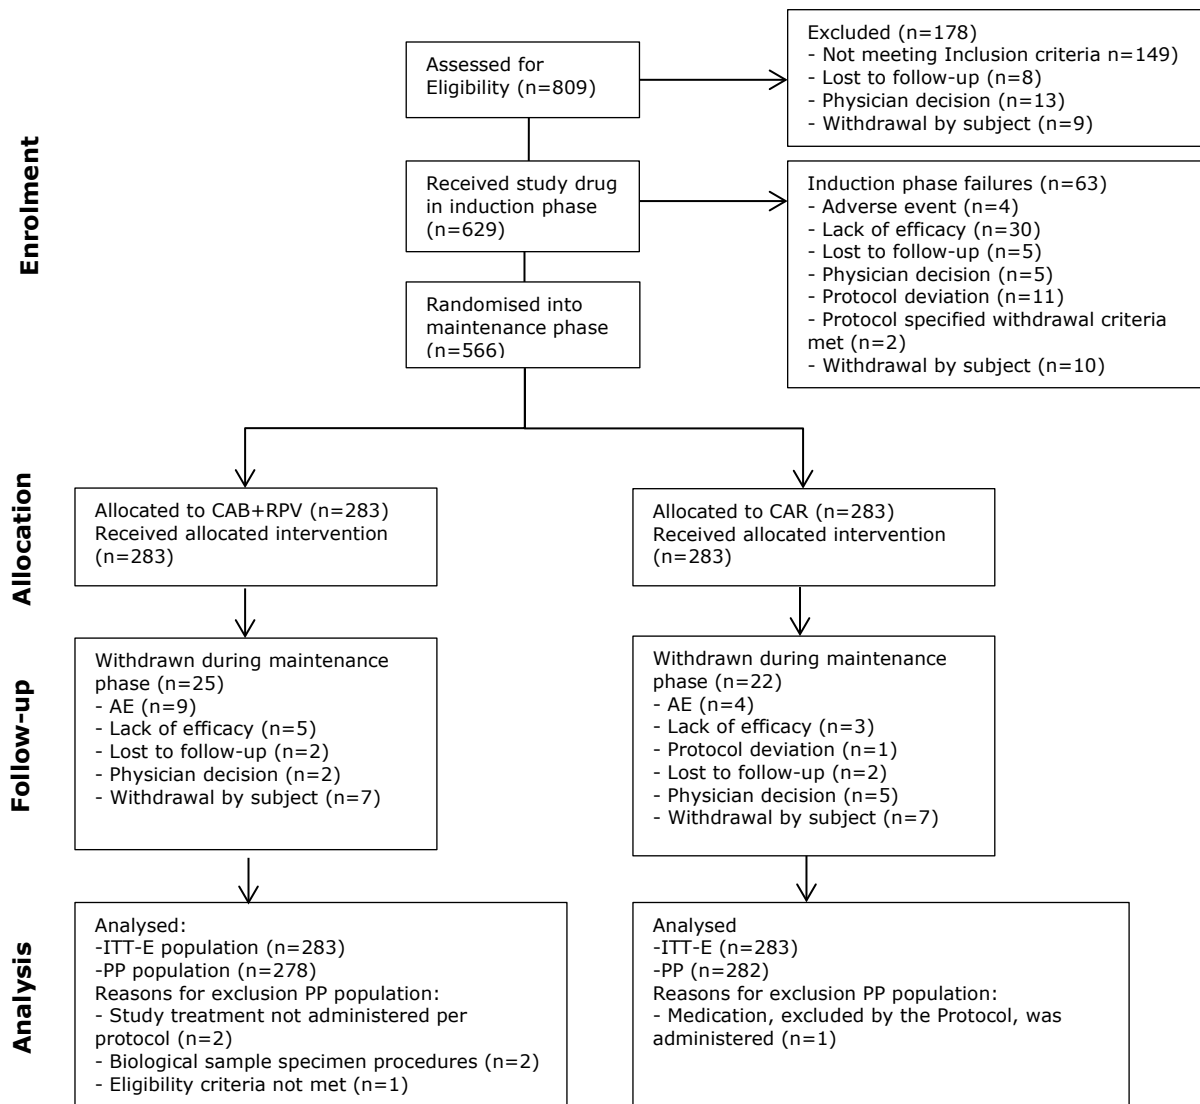 Enrolment
Assessed for
Eligibility (n=809)
Excluded (n=178)
- Not meeting Inclusion criteria n=149)
- Lost to follow-up (n=8)
- Physician decision (n=13)
- Withdrawal by subject (n=9)
Received study drug
in induction phase
(n=629)
Induction phase failures (n=63)
- Adverse event (n=4)
- Lack of efficacy (n=30)
- Lost to follow-up (n=5)
- Physician decision (n=5)
- Protocol deviation (n=11)
- Protocol specified withdrawal criteria
met (n=2)
- Withdrawal by subject (n=10)
Randomised into
maintenance phase
(n=566)
Allocation
Allocated to CAB+RPV (n=283)
Received allocated intervention
(n=283)
Allocated to CAR (n=283)
Received allocated intervention
(n=283)
Follow-up
Withdrawn during maintenance
phase (n=25)
- AE (n=9)
- Lack of efficacy (n=5)
- Lost to follow-up (n=2)
- Physician decision (n=2)
- Withdrawal by subject (n=7)
Withdrawn during maintenance
phase (n=22)
- AE (n=4)
- Lack of efficacy (n=3)
- Protocol deviation (n=1)
- Lost to follow-up (n=2)
- Physician decision (n=5)
- Withdrawal by subject (n=7)
Analysis
Analysed:
-ITT-E population (n=283)
-PP population (n=278)
Reasons for exclusion PP population:
- Study treatment not administered per
protocol (n=2)
- Biological sample specimen procedures (n=2)
- Eligibility criteria not met (n=1)
Analysed
-ITT-E (n=283)
-PP (n=282)
Reasons for exclusion PP population:
- Medication, excluded by the Protocol, was
administered (n=1)